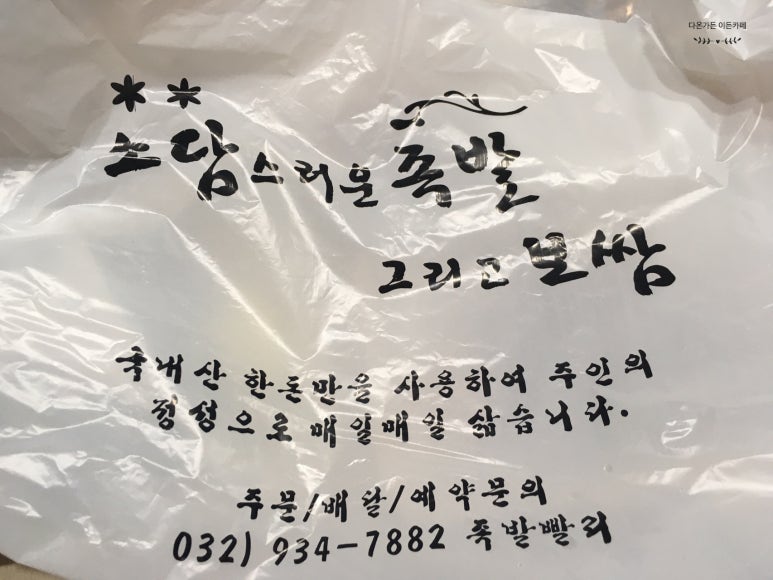 다온가든 이든카페
소담스러운 족발
그리고 보쌈
국내산 한돈만을 사용하여 주인의
정성으로 매일매일 삶습니다.
주문/배달/예약문의
032) 934-7882 족발빨리